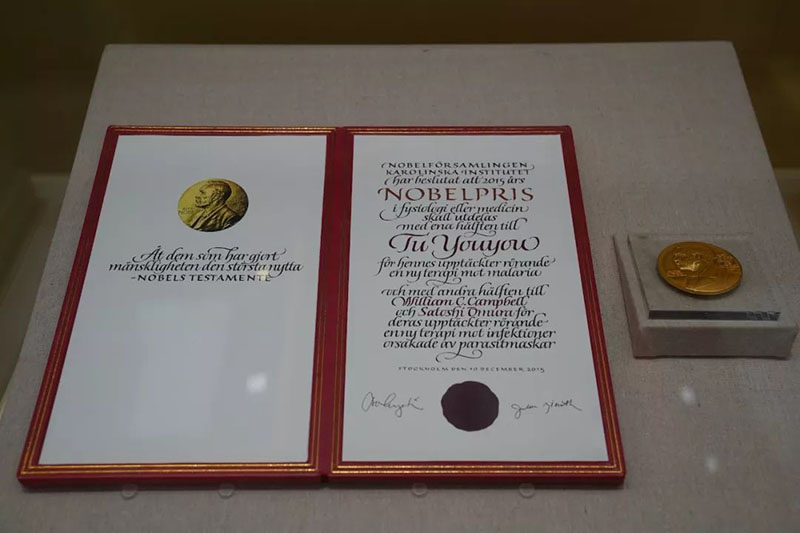 Åt dem som har gjort
mänskligheten den största nytta
–NOBELS TESTAMENTE
NOBELFÖRSAMLINGEN
KAROLINSKA INSTITUTET
har beslutat att 2015 års
NOBELPRIS
i fysiologi eller medicin
skall utdelas
med ena hälften till
Tu Youyou
för hennes upptäckter rörande
en ny terapi mot malaria
och med andra hälften till
William C. Campbell
och Satoshi Ōmura för
deras upptäckter rörande
en ny terapi mot infektioner
orsakade av parasitmaskar
STOCKHOLM DEN 10 DECEMBER, 2015